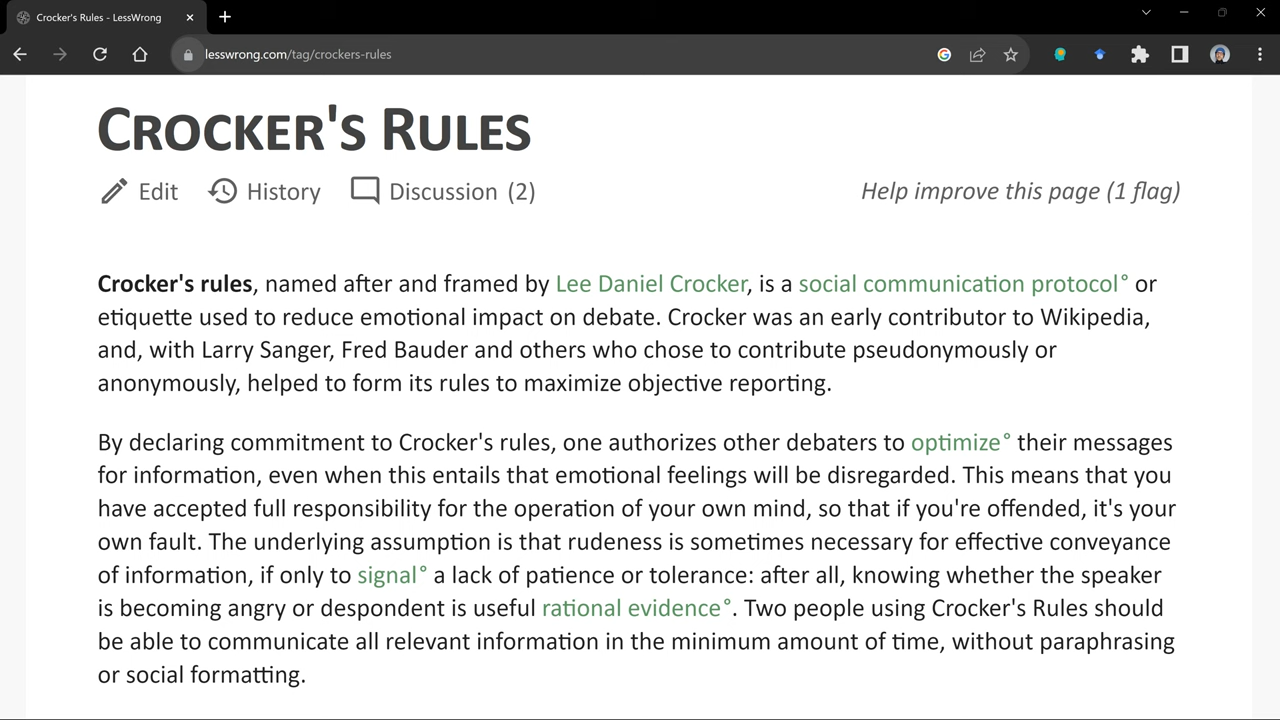 Crocker's Rules - LessWrong
lesswrong.com/tag/crockers-rules
CROCKER'S RULES
Edit History Discussion (2) Help improve this page (1 flag)
Crocker's rules, named after and framed by Lee Daniel Crocker, is a social communication protocol° or
etiquette used to reduce emotional impact on debate. Crocker was an early contributor to Wikipedia,
and, with Larry Sanger, Fred Bauder and others who chose to contribute pseudonymously or
anonymously, helped to form its rules to maximize objective reporting.
By declaring commitment to Crocker's rules, one authorizes other debaters to optimize° their messages
for information, even when this entails that emotional feelings will be disregarded. This means that you
have accepted full responsibility for the operation of your own mind, so that if you're offended, it's your
own fault. The underlying assumption is that rudeness is sometimes necessary for effective conveyance
of information, if only to signal° a lack of patience or tolerance: after all, knowing whether the speaker
is becoming angry or despondent is useful rational evidence°. Two people using Crocker's Rules should
be able to communicate all relevant information in the minimum amount of time, without paraphrasing
or social formatting.